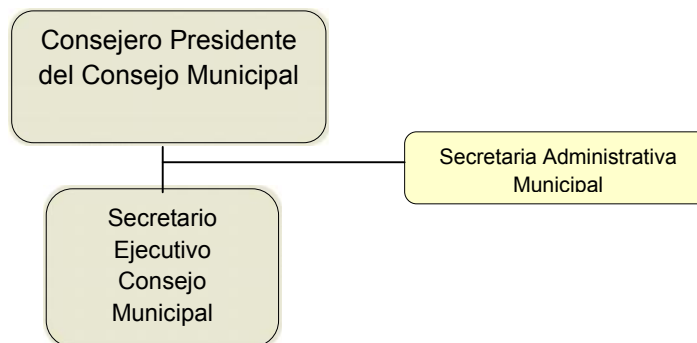 Consejero Presidente
del Consejo Municipal
Secretaria Administrativa
Municipal
Secretario
Ejecutivo
Consejo
Municipal